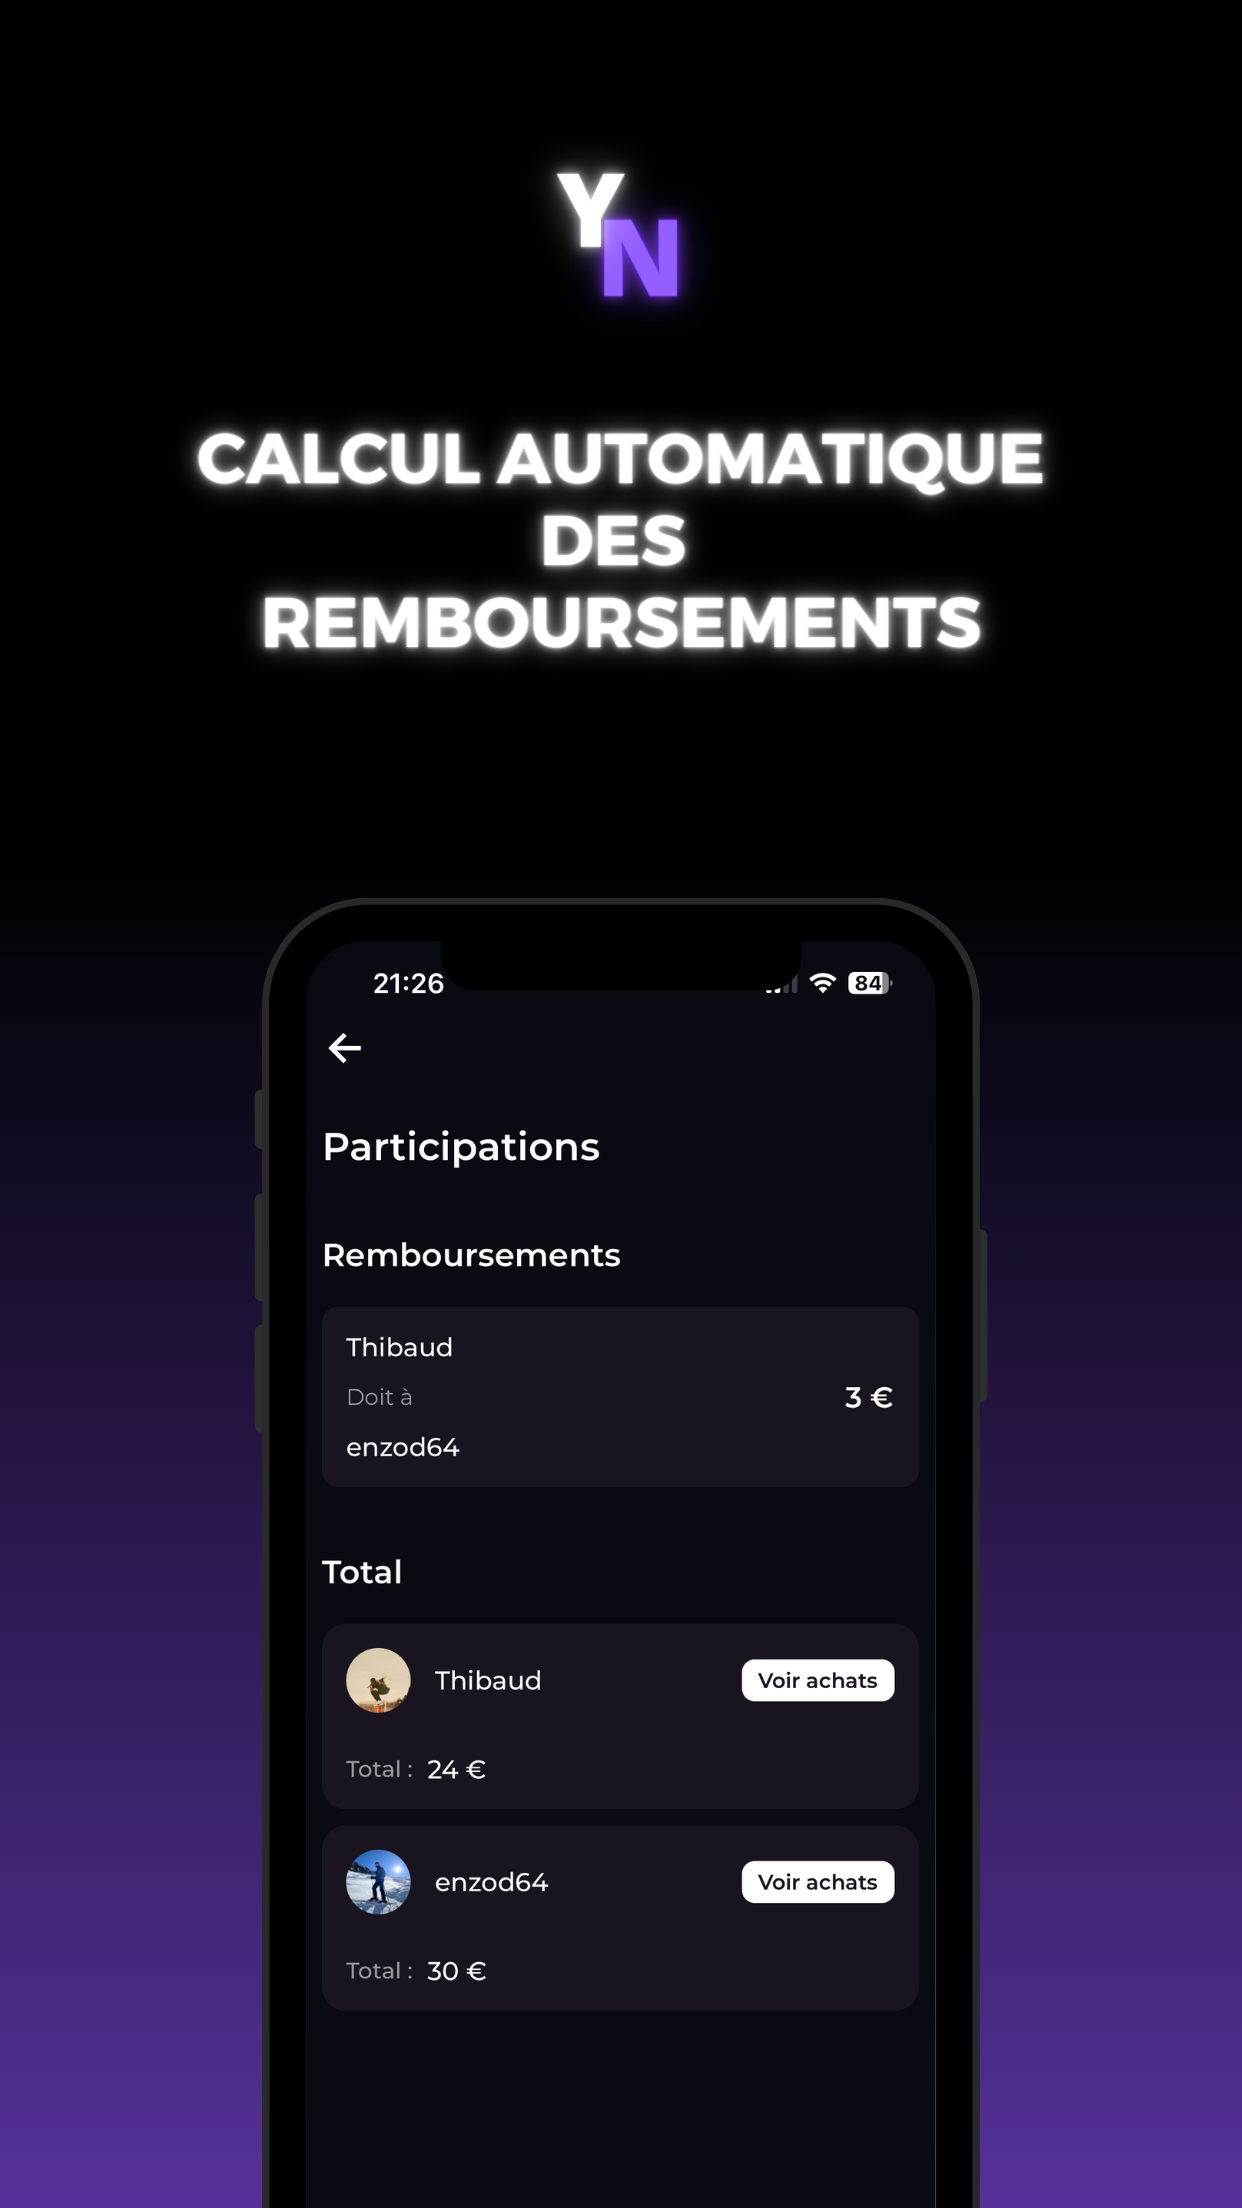 Y
N
CALCUL AUTOMATIQUE
DES
REMBOURSEMENTS
21:26
84
Participations
Remboursements
Thibaud
Doit à
3 €
enzod64
Total
Thibaud
Voir achats
Total : 24 €
enzod64
Voir achats
Total : 30 €